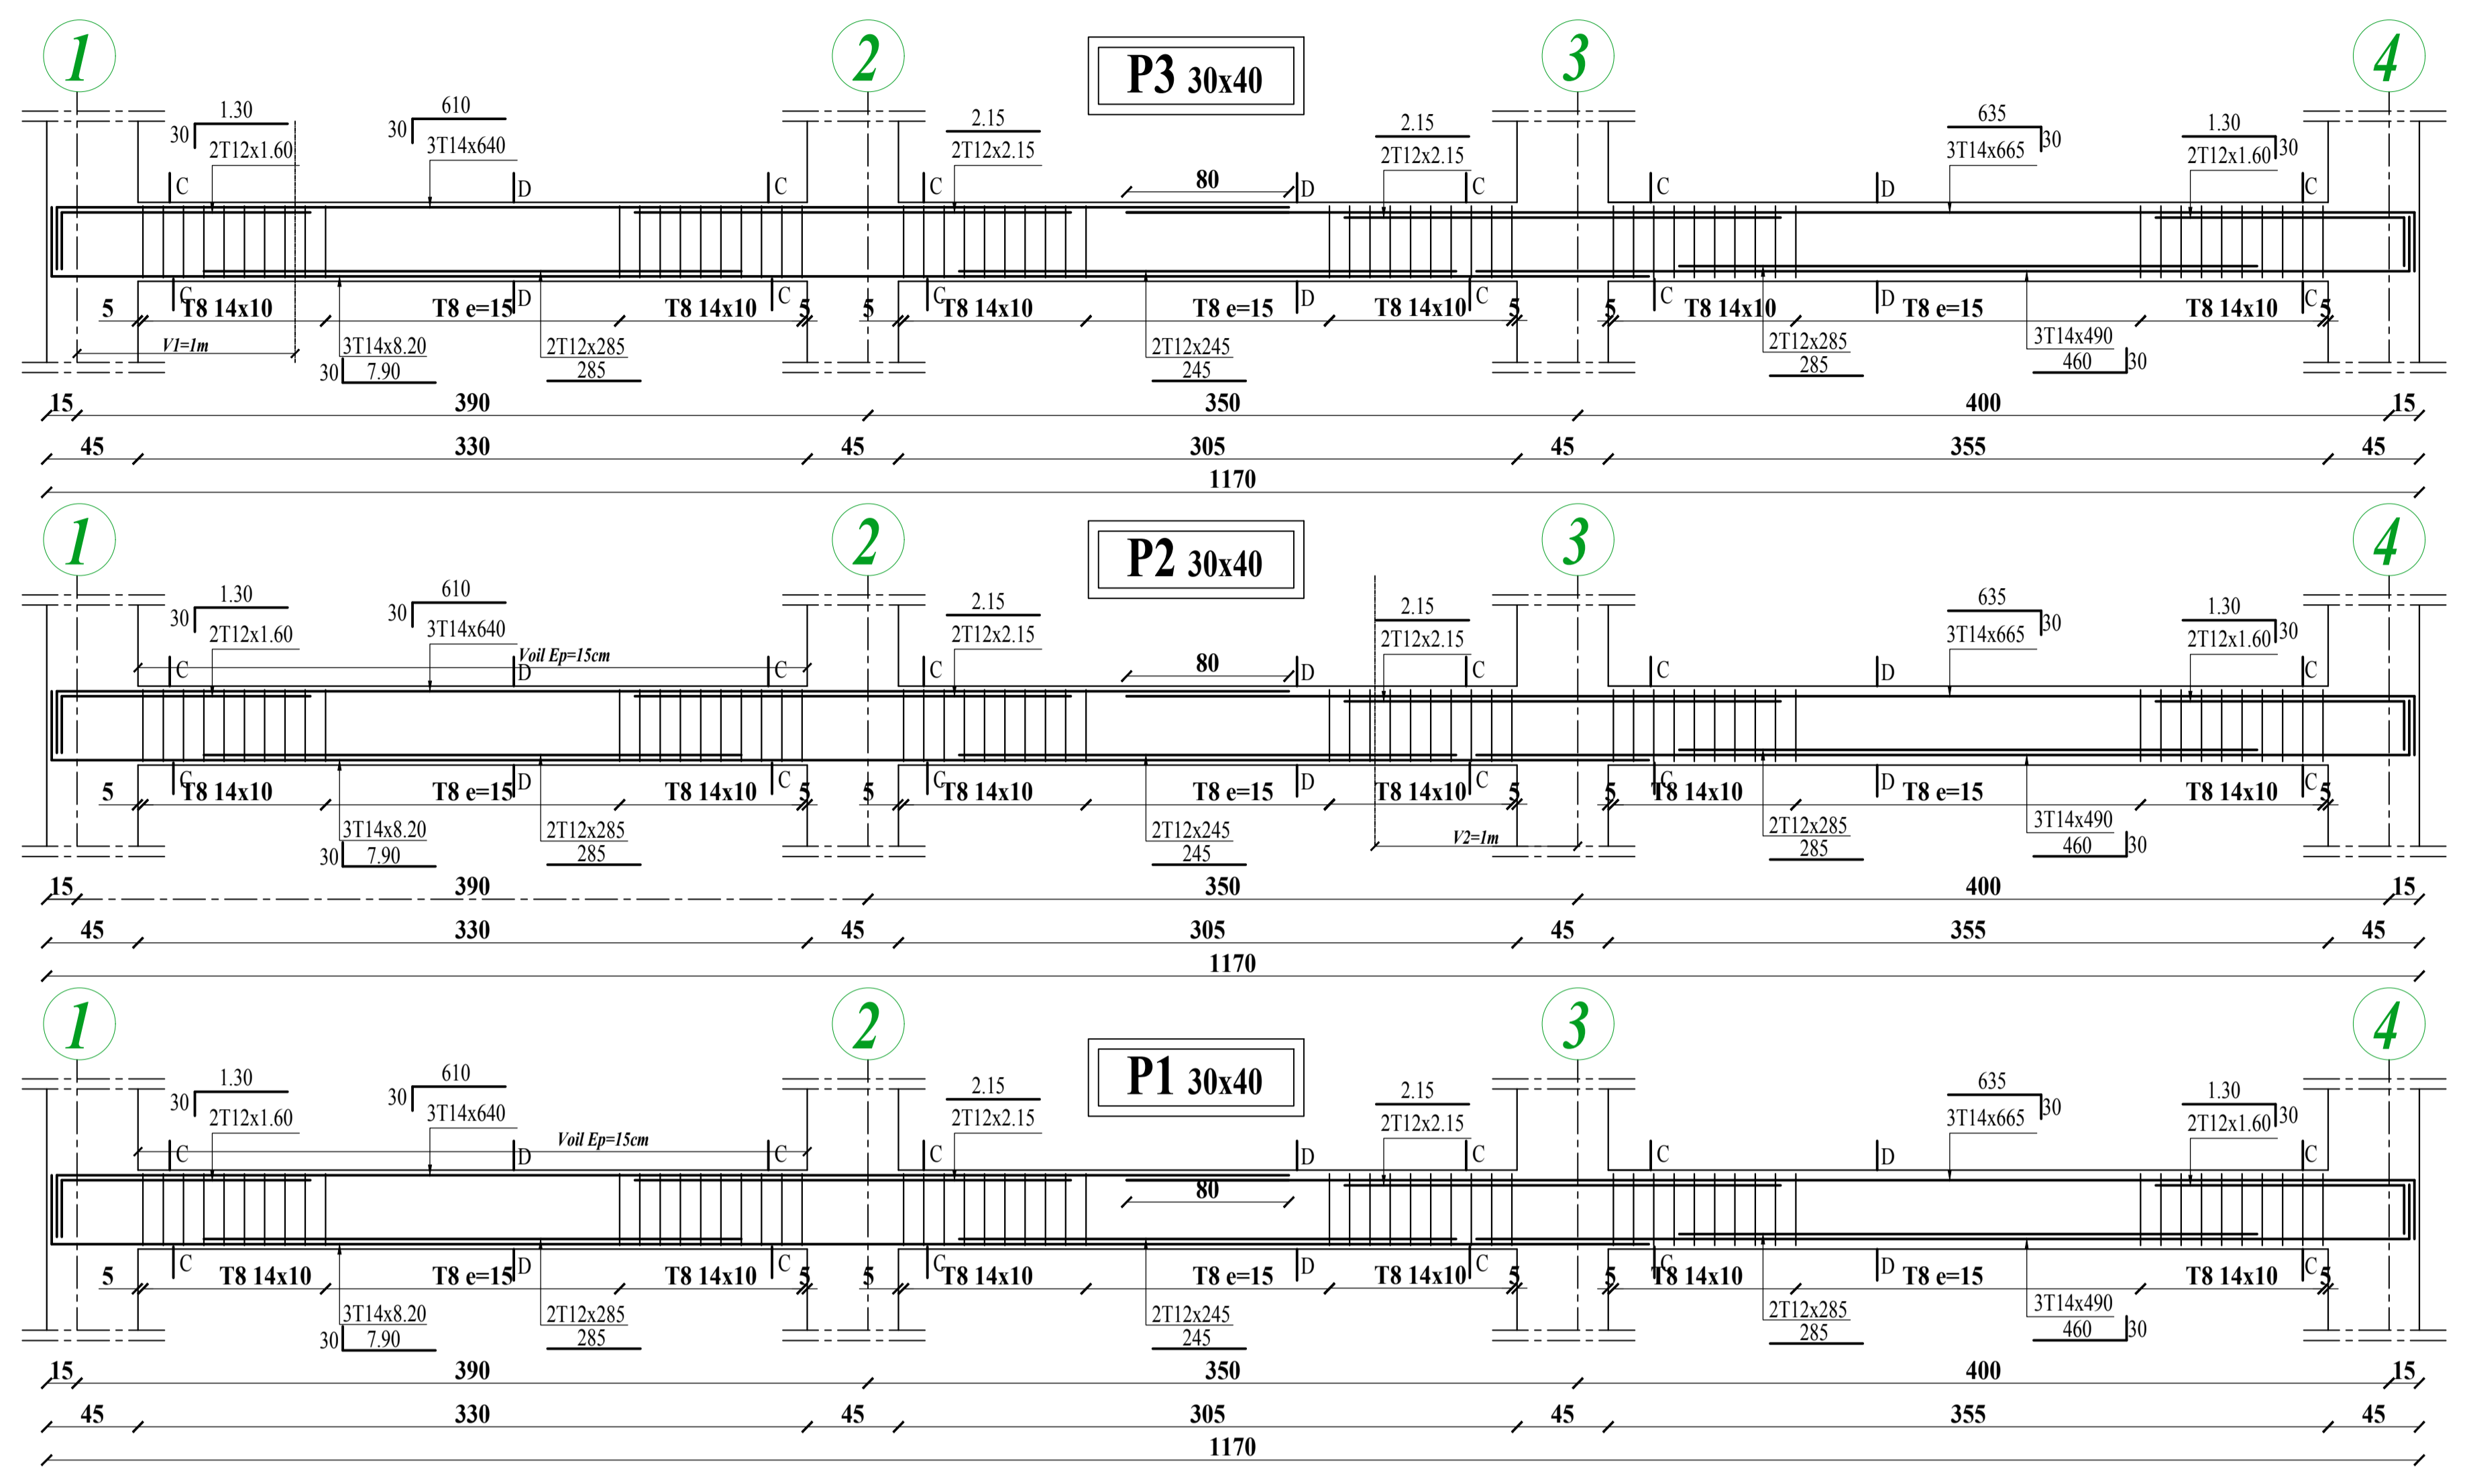 1 2 3 4
P3 30x40
1.30 610 2.15 2.15 635 1.30
30 30 30 30
2T12x1.60 3T14x640 2T12x2.15 2T12x2.15 3T14x665 2T12x1.60
80
C D C C D C C D C
C D C C D C C D C
5 T8 14x10 T8 e=15 T8 14x10 5 5 T8 14x10 T8 e=15 T8 14x10 5 5 T8 14x10 T8 e=15 T8 14x10 5
V1=1m
3T14x8.20 2T12x285 2T12x245 2T12x285 3T14x490
30 7.90 285 245 285 460 30
15 390 350 400 15
45 330 45 305 45 355 45
1170
1 2 3 4
P2 30x40
1.30 610 2.15 2.15 635 1.30
30 30 30 30
2T12x1.60 3T14x640 2T12x2.15 2T12x2.15 3T14x665 2T12x1.60
Voil Ep=15cm 80
C D C C D C C D C
C D C C D C C D C
5 T8 14x10 T8 e=15 T8 14x10 5 5 T8 14x10 T8 e=15 T8 14x10 5 5 T8 14x10 T8 e=15 T8 14x10 5
V2=1m
3T14x8.20 2T12x285 2T12x245 2T12x285 3T14x490
30 7.90 285 245 285 460 30
15 390 350 400 15
45 330 45 305 45 355 45
1170
1 2 3 4
P1 30x40
1.30 610 2.15 2.15 635 1.30
30 30 30 30
2T12x1.60 3T14x640 2T12x2.15 2T12x2.15 3T14x665 2T12x1.60
Voil Ep=15cm
C D C C D C C D C
80
C D C C D C C D C
5 T8 14x10 T8 e=15 T8 14x10 5 5 T8 14x10 T8 e=15 T8 14x10 5 5 T8 14x10 T8 e=15 T8 14x10 5
3T14x8.20 2T12x285 2T12x245 2T12x285 3T14x490
30 7.90 285 245 285 460 30
15 390 350 400 15
45 330 45 305 45 355 45
1170